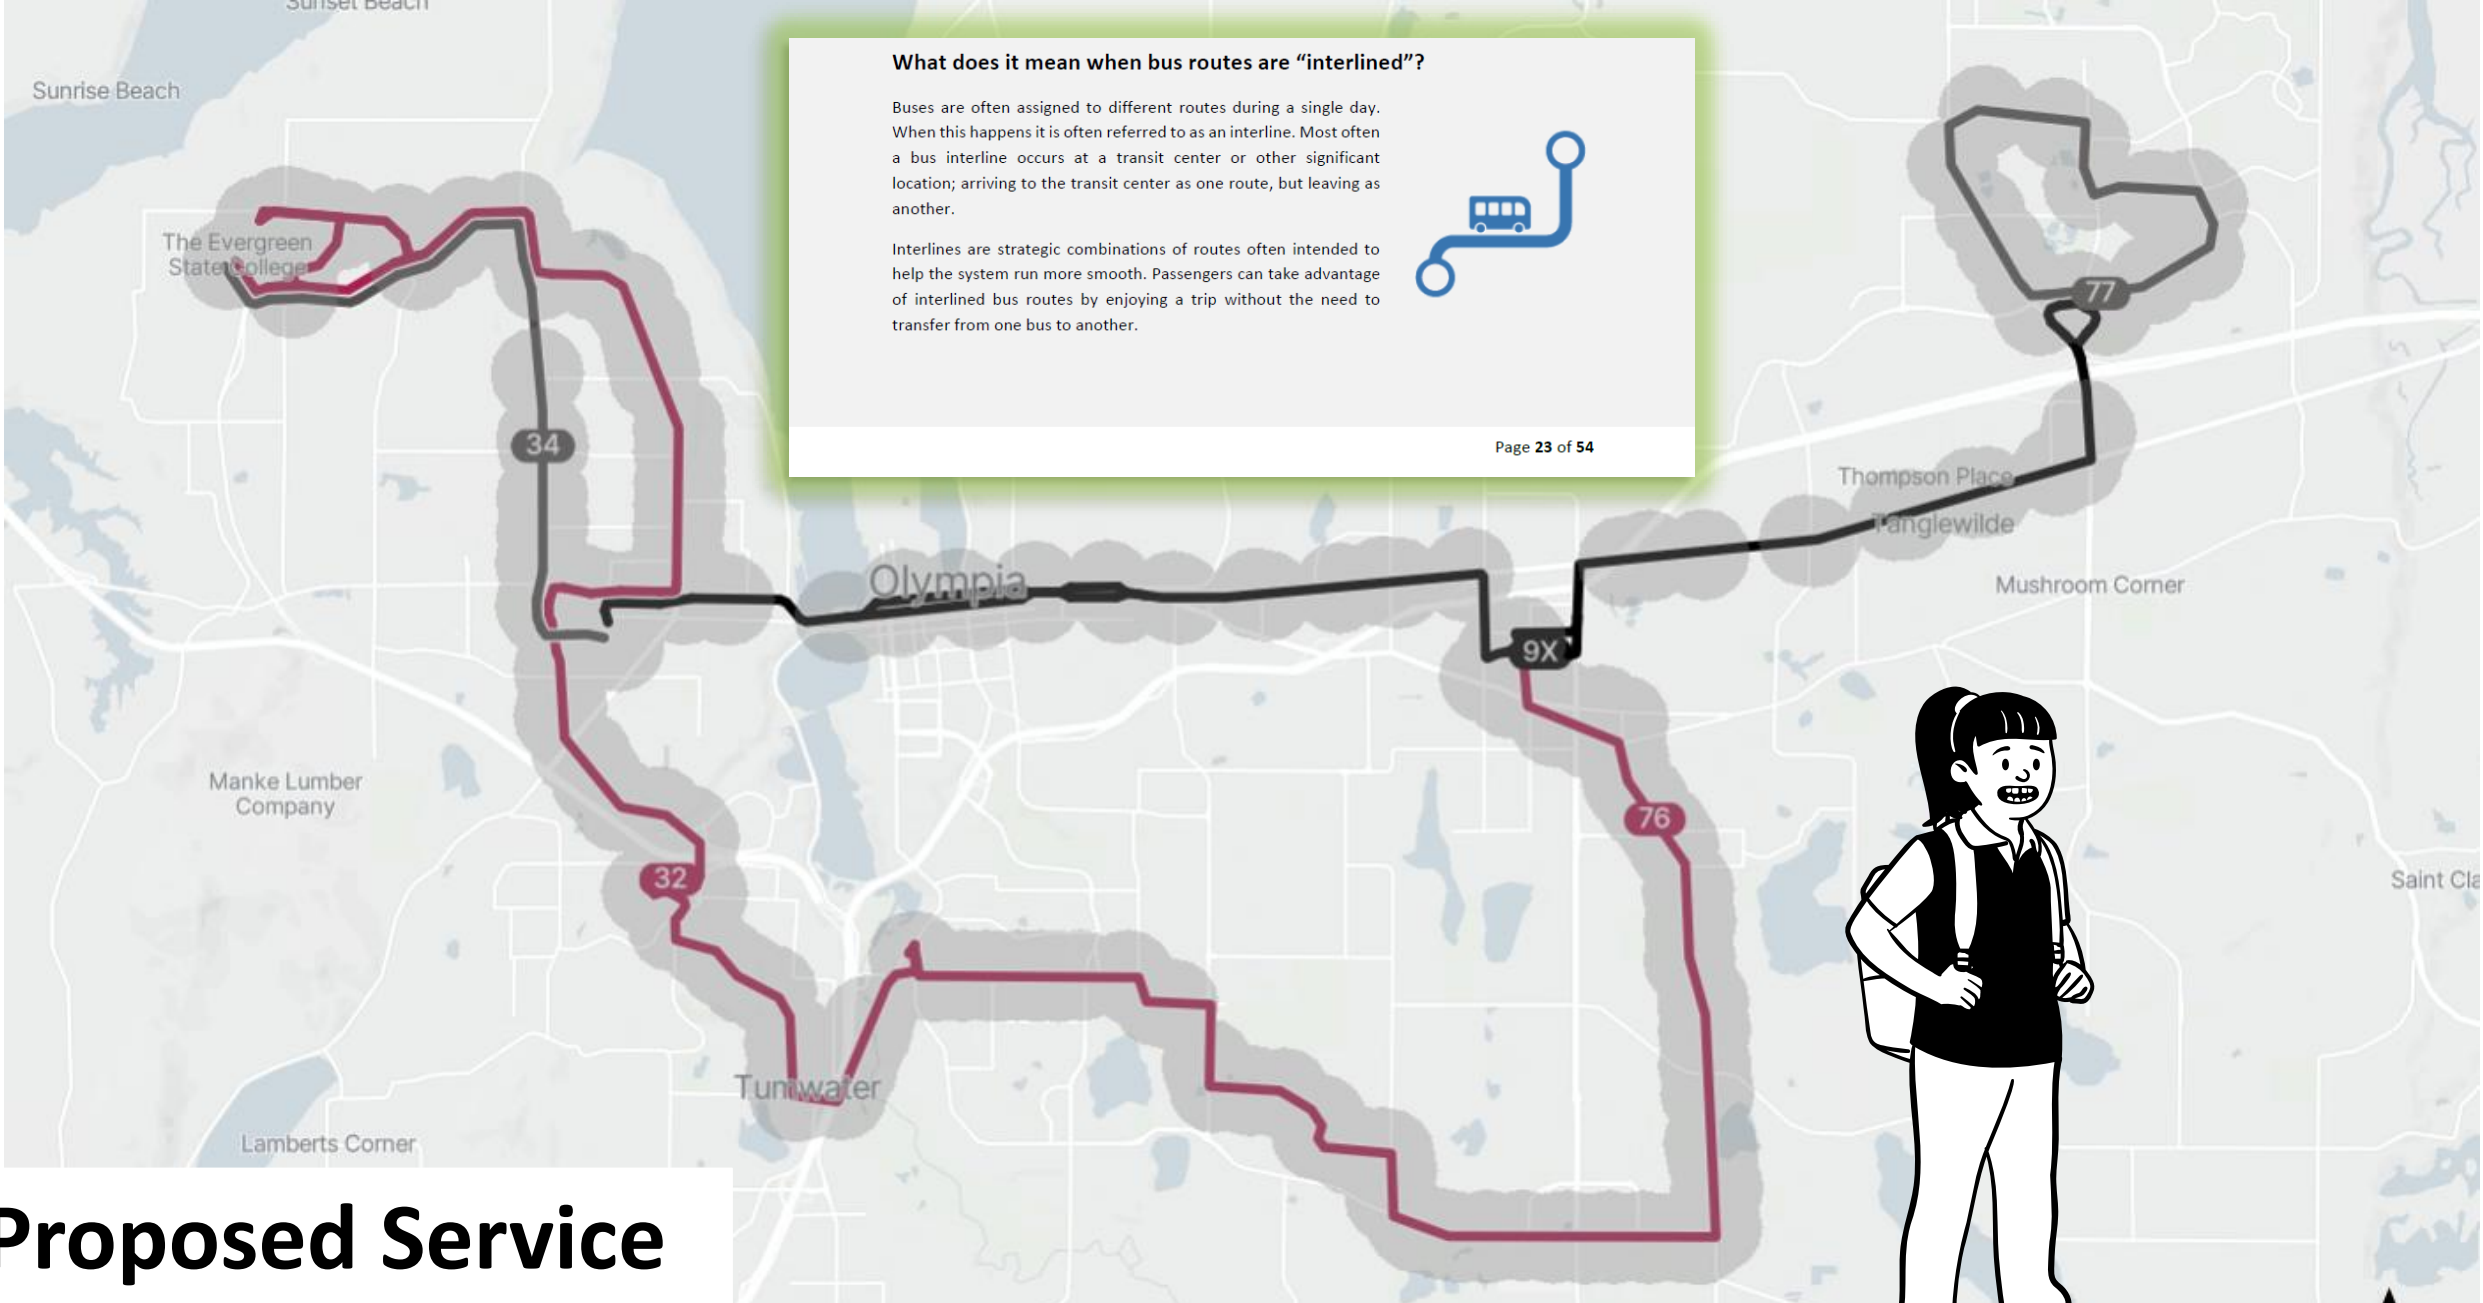 Sunset Beach
Sunrise Beach
What does it mean when bus routes are “interlined”?
Buses are often assigned to different routes during a single day.
When this happens it is often referred to as an interline. Most often
a bus interline occurs at a transit center or other significant
location; arriving to the transit center as one route, but leaving as
another.
Interlines are strategic combinations of routes often intended to
help the system run more smooth. Passengers can take advantage
of interlined bus routes by enjoying a trip without the need to
transfer from one bus to another.
Page 23 of 54
The Evergreen
State College
77
34
Thompson Place
Tanglewilde
Olympia
Mushroom Corner
9X
Manke Lumber
Company
76
32
Saint Cla
Tumwater
Lamberts Corner
Proposed Service